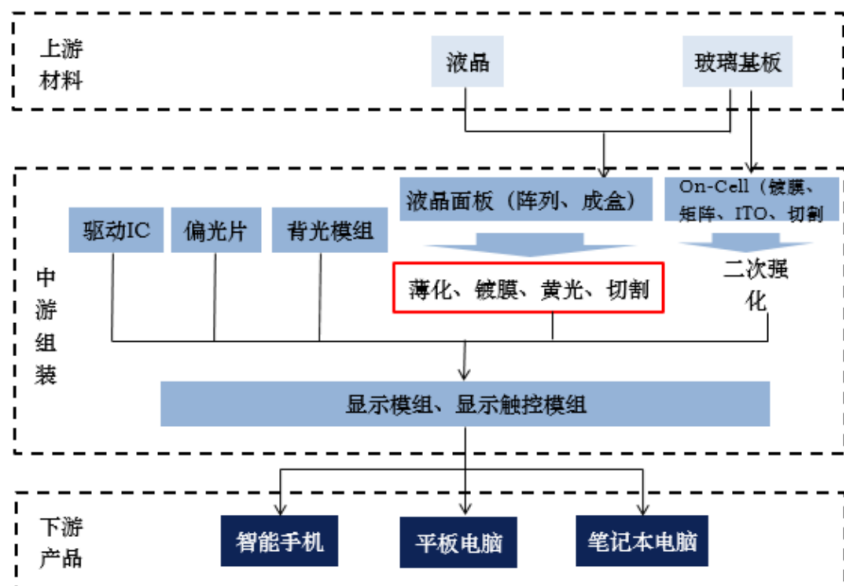 上游
材料
液晶
玻璃基板
中
游
组
装
驱动IC
偏光片
背光模组
液晶面板（阵列、成盒）
On-Cell（镀膜、
矩阵、ITO、切割
薄化、镀膜、黄光、切割
二次强
化
显示模组、显示触控模组
下游
产品
智能手机
平板电脑
笔记本电脑